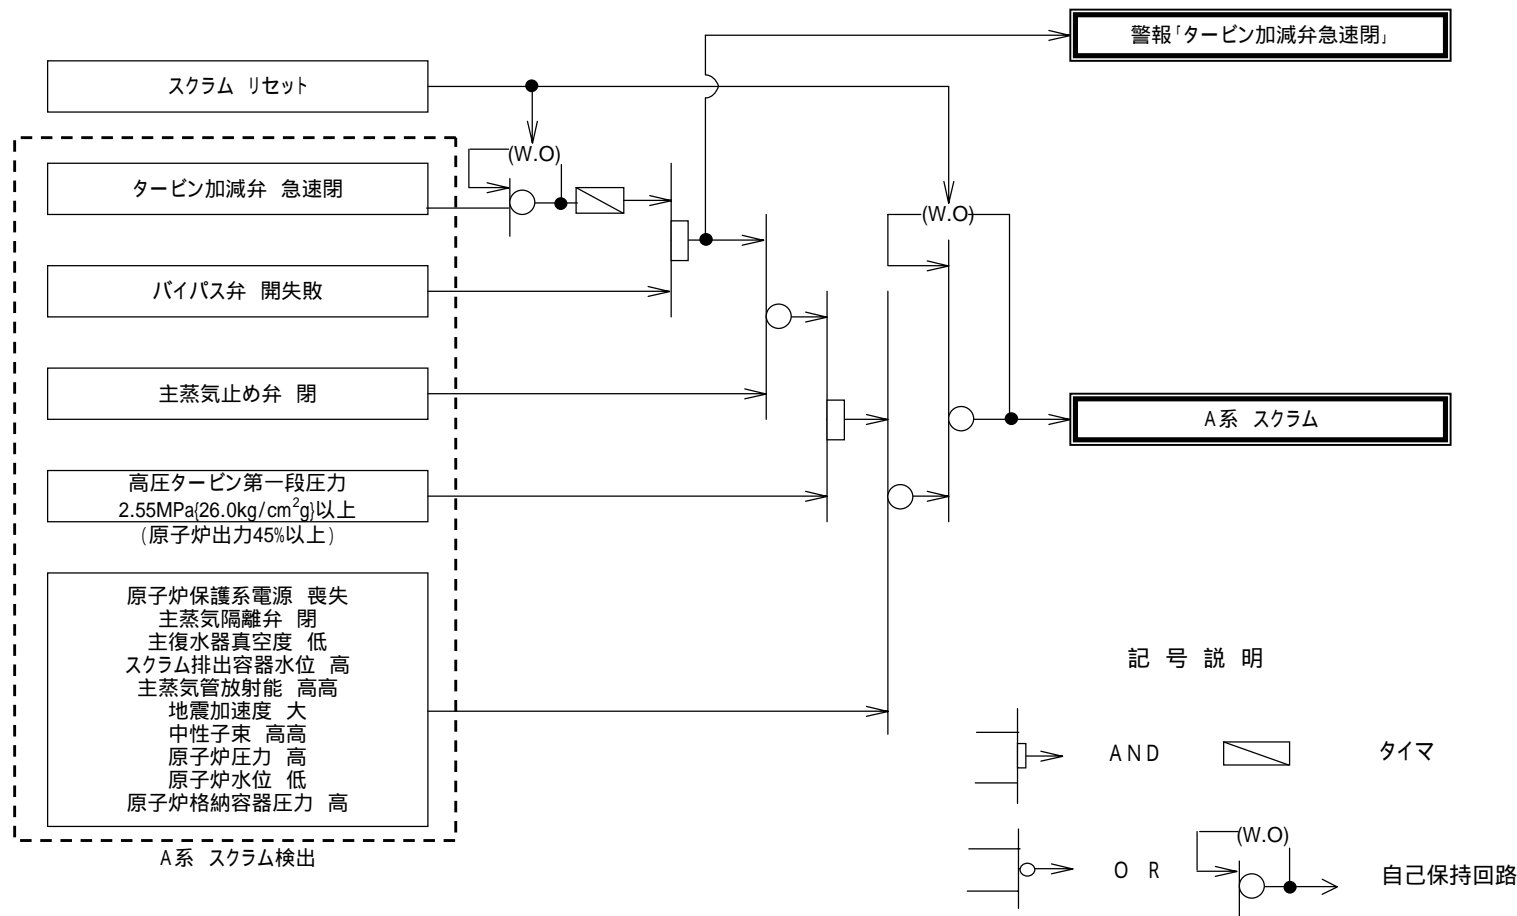 警報「タービン加減弁急速閉」
スクラム リセット
(W.O)
タービン加減弁 急速閉
(W.O)
バイパス弁 開失敗
主蒸気止め弁 閉
A系 スクラム
高圧タービン第一段圧力
2.55MPa{26.0kg/cm²g}以上
(原子炉出力45%以上)
原子炉保護系電源 喪失
主蒸気隔離弁 閉
主復水器真空度 低
スクラム排出容器水位 高
主蒸気管放射能 高高
地震加速度 大
中性子束 高高
原子炉圧力 高
原子炉水位 低
原子炉格納容器圧力 高
A系 スクラム検出
記号説明
AND
タイマ
OR
(W.O)
自己保持回路